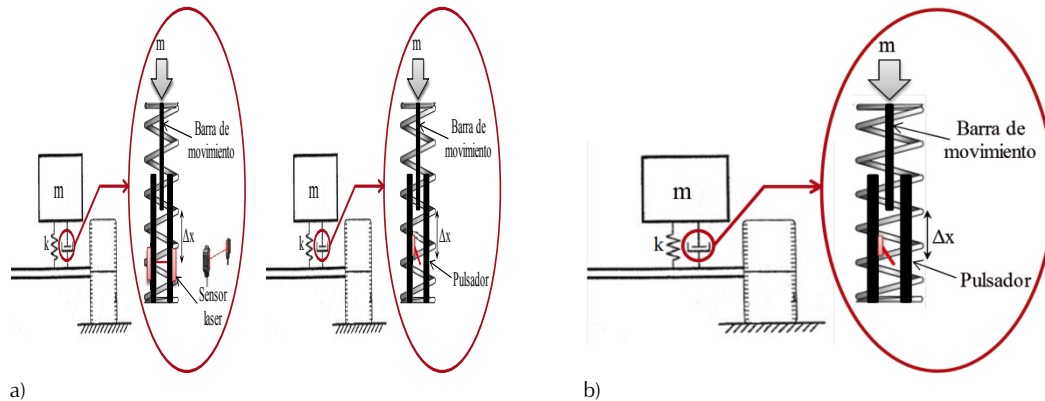 m
Barra de
movimiento
m
k
Δx
Sensor
laser
m
Barra de
movimiento
m
k
Δx
Pulsador
a)
m
Barra de
movimiento
m
k
Δx
Pulsador
b)